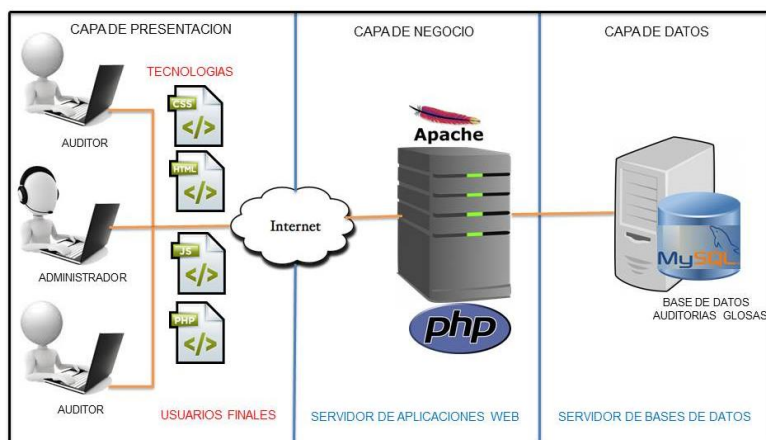 CAPA DE PRESENTACION
CAPA DE NEGOCIO
CAPA DE DATOS
TECNOLOGIAS
CSS
</>
AUDITOR
HTML
</>
Apache
Internet
JS
</>
ADMINISTRADOR
MySQL
PHP
</>
php
BASE DE DATOS
AUDITORIAS GLOSAS
AUDITOR
USUARIOS FINALES
SERVIDOR DE APLICACIONES WEB
SERVIDOR DE BASES DE DATOS